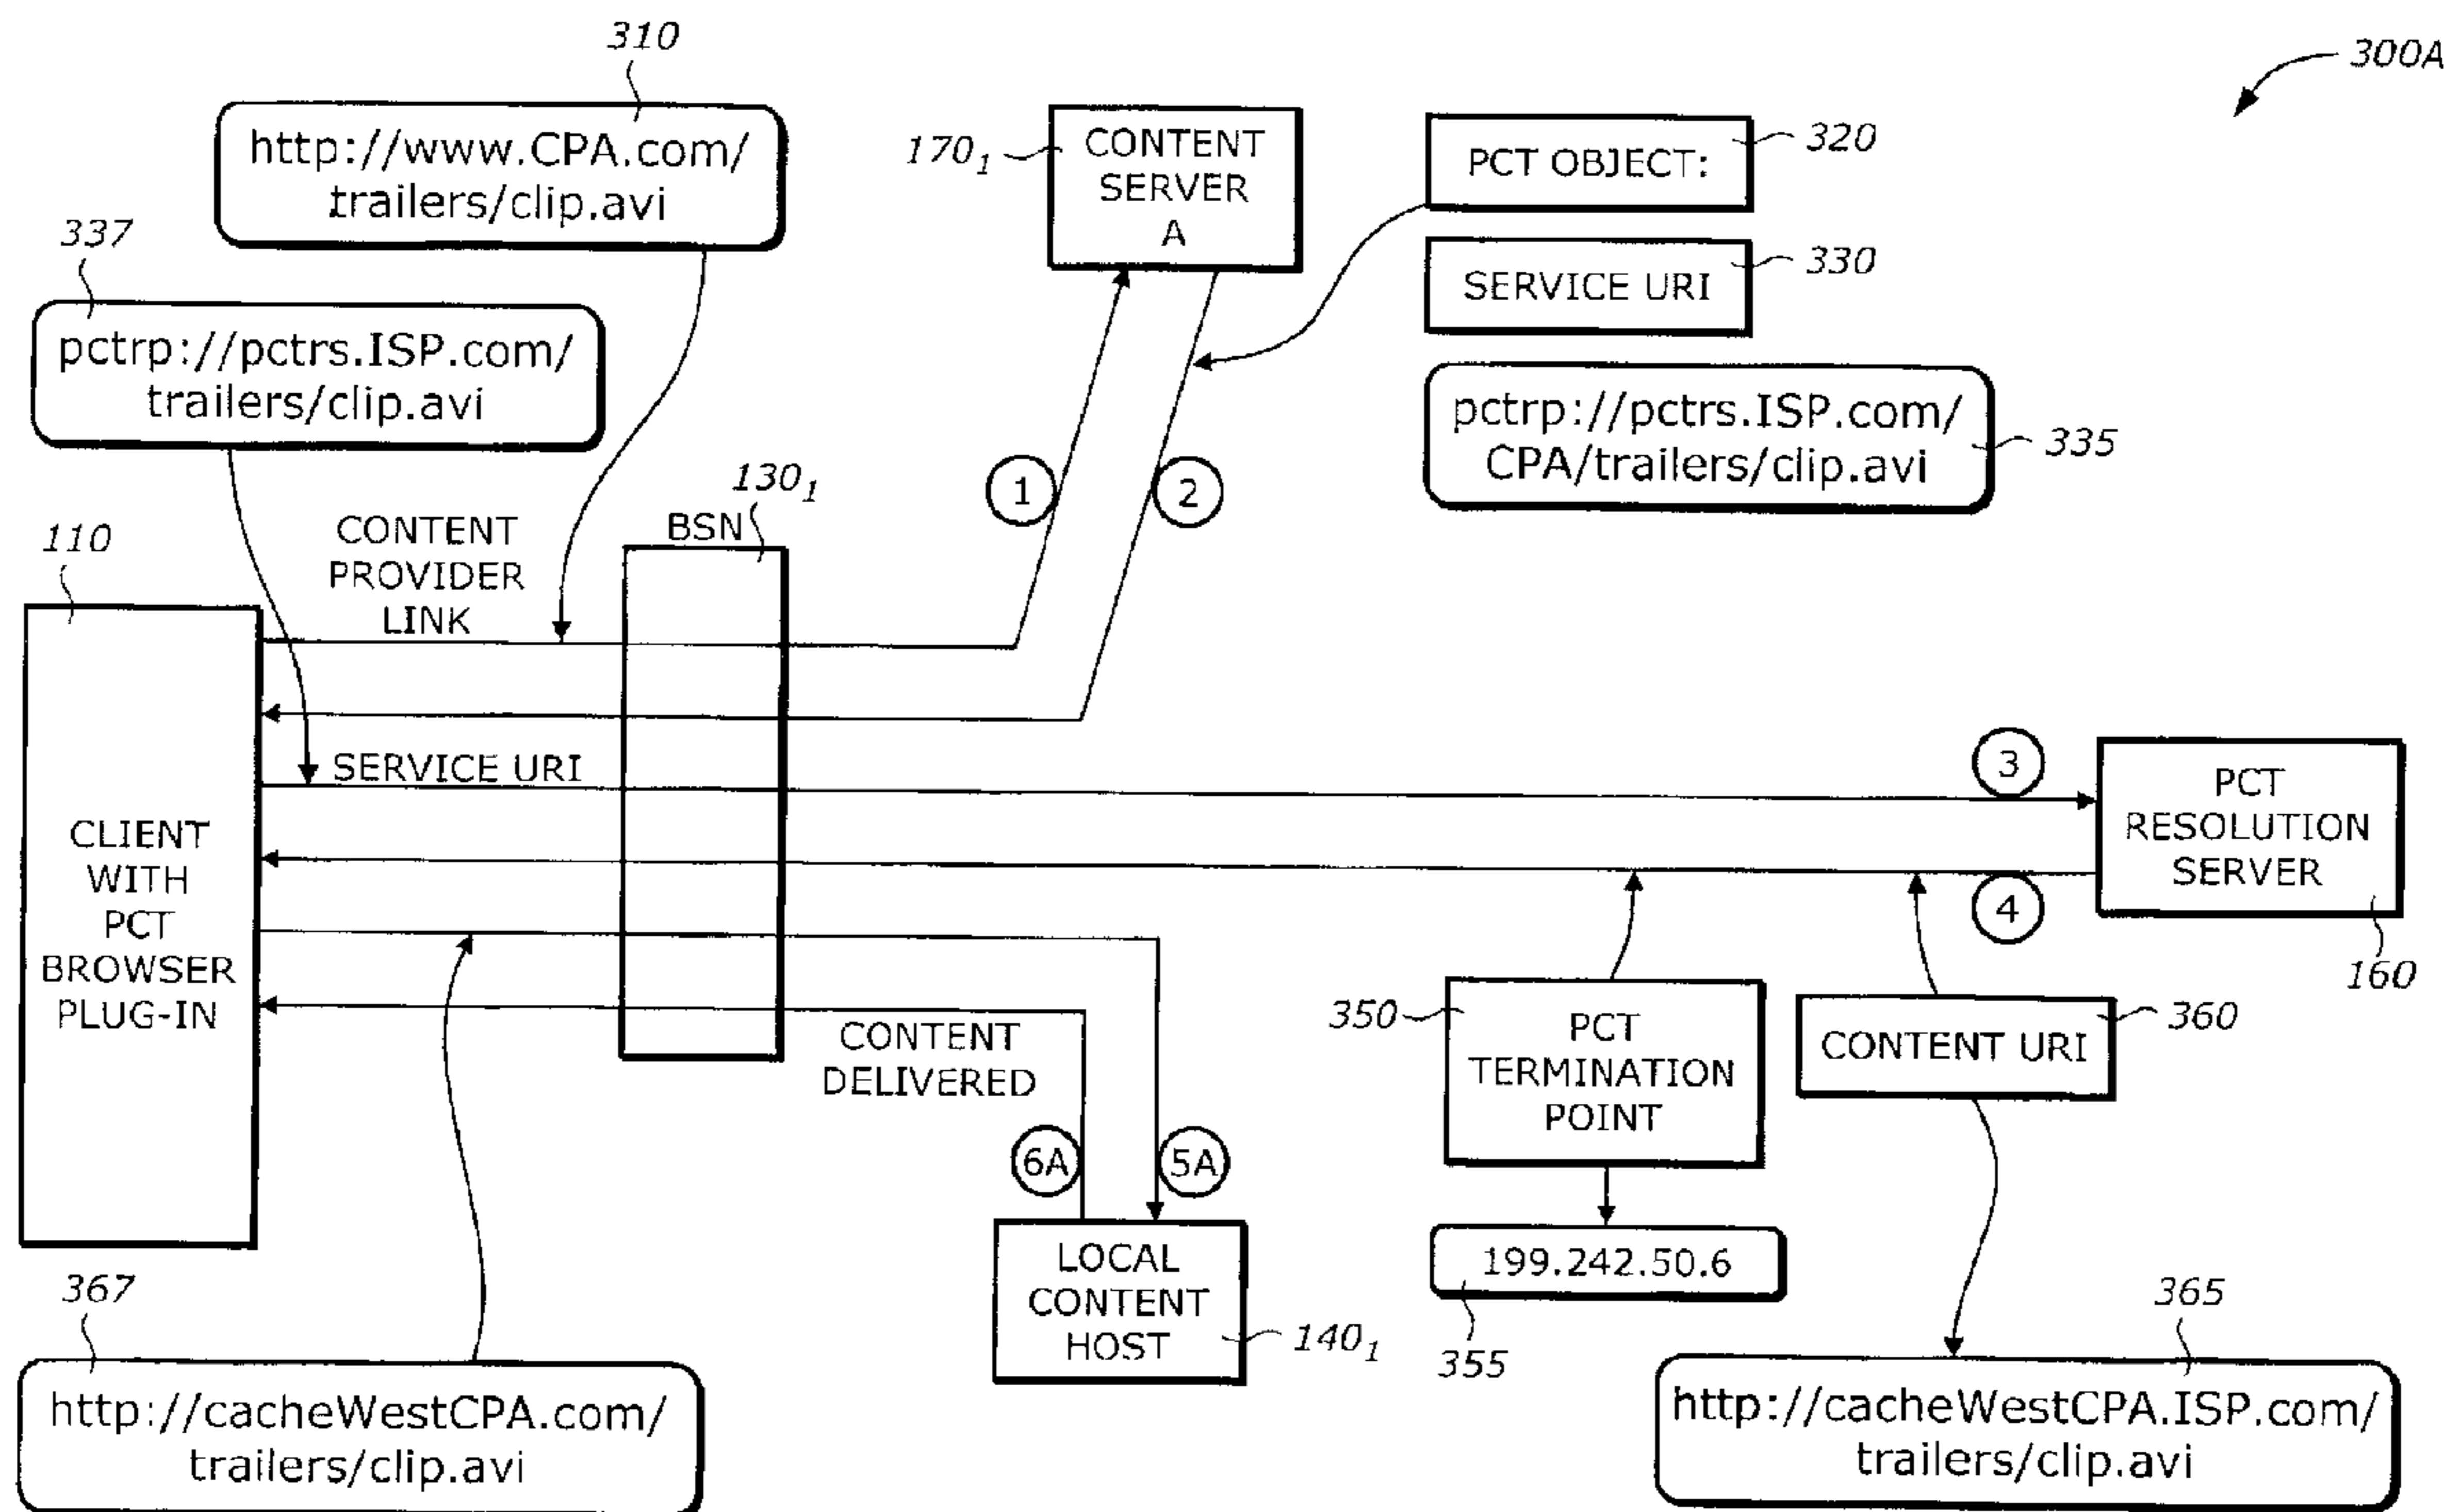 310
300A
http://www.CPA.com/
trailers/clip.avi
170₁
CONTENT
SERVER
A
PCT OBJECT:
320
337
SERVICE URI
330
pctrp://pctrs.ISP.com/
trailers/clip.avi
pctrp://pctrs.ISP.com/
CPA/trailers/clip.avi
335
1
2
130₁
BSN
110
CONTENT
PROVIDER
LINK
SERVICE URI
3
PCT
RESOLUTION
SERVER
160
4
CLIENT
WITH
PCT
BROWSER
PLUG-IN
350
PCT
TERMINATION
POINT
CONTENT URI
360
CONTENT
DELIVERED
6A
5A
199.242.50.6
355
LOCAL
CONTENT
HOST
140₁
367
http://cacheWestCPA.com/
trailers/clip.avi
365
http://cacheWestCPA.ISP.com/
trailers/clip.avi